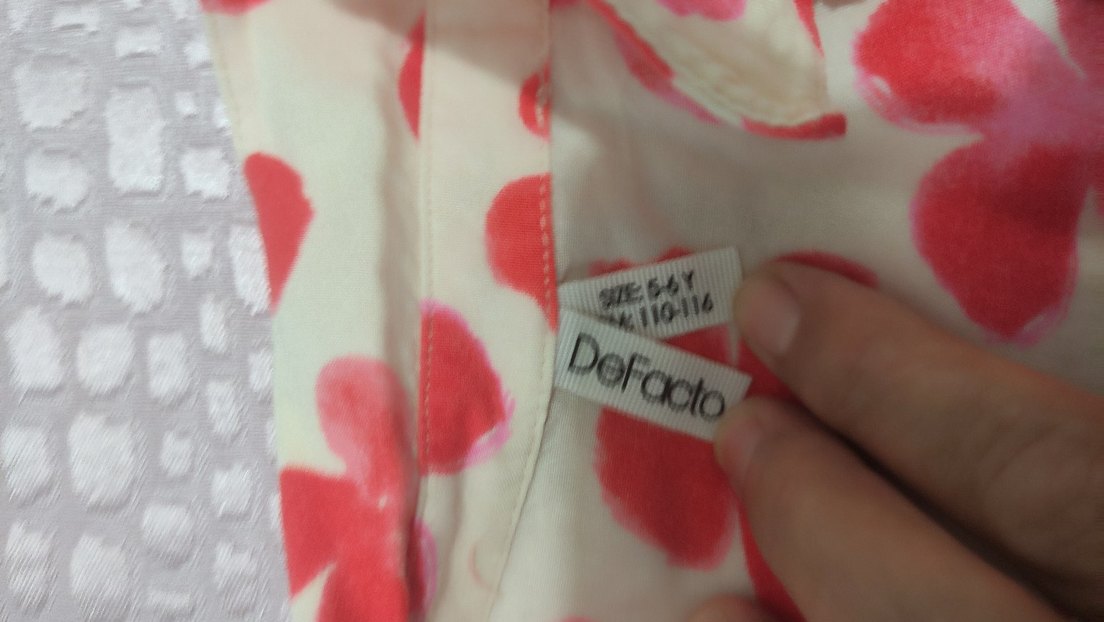 SIZE: 5-6 Y
110-116
DeFacto